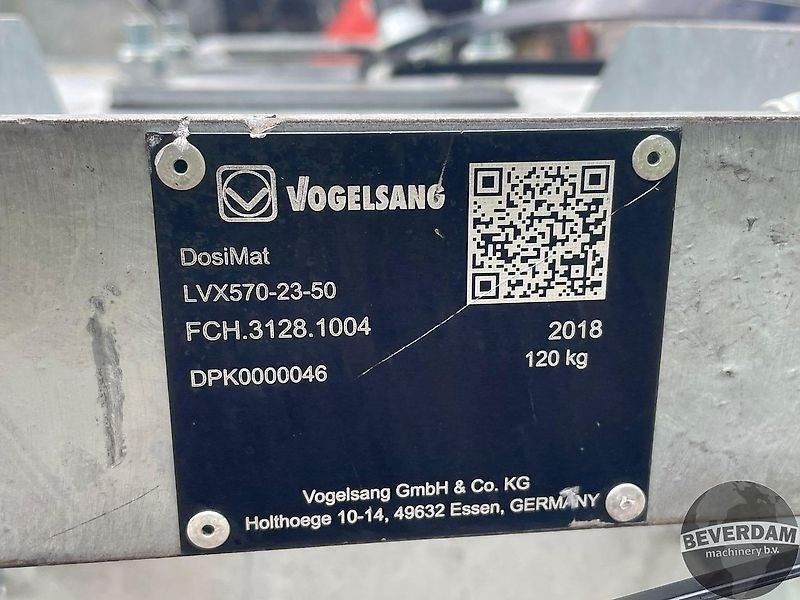 VOGELSANG
DosiMat
LVX570-23-50
FCH.3128.1004
2018
DPK0000046
120 kg
Vogelsang GmbH & Co. KG
Holthoege 10-14, 49632 Essen, GERMANY
BEVERDAM
machinery b.v.